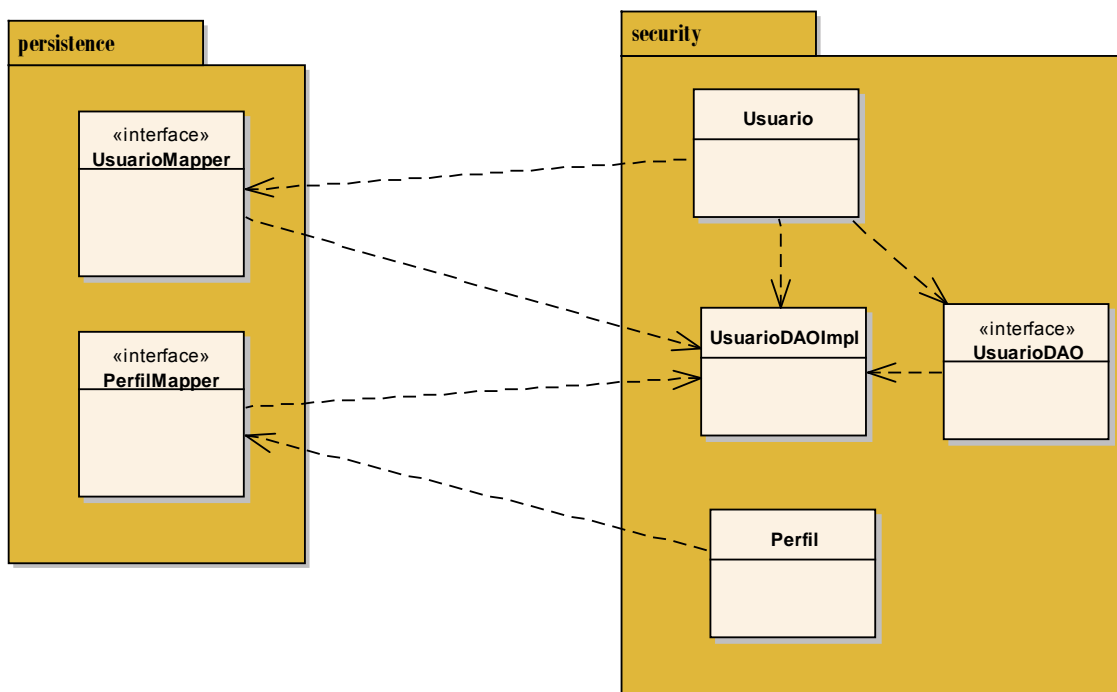 persistence
«interface»
UsuarioMapper
«interface»
PerfilMapper
security
Usuario
UsuarioDAOImpl
«interface»
UsuarioDAO
Perfil